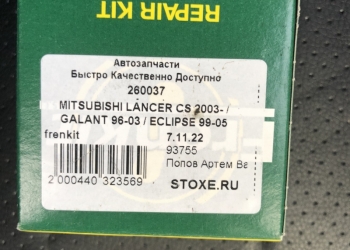 REPAIR KIT
Автозапчасти
Быстро Качественно Доступно
260037
MITSUBISHI LANCER CS 2003- /
GALANT 96-03 / ECLIPSE 99-05
frenkit 7.11.22
93755
Попов Артем Ва
2 000440 323569
STOXE.RU